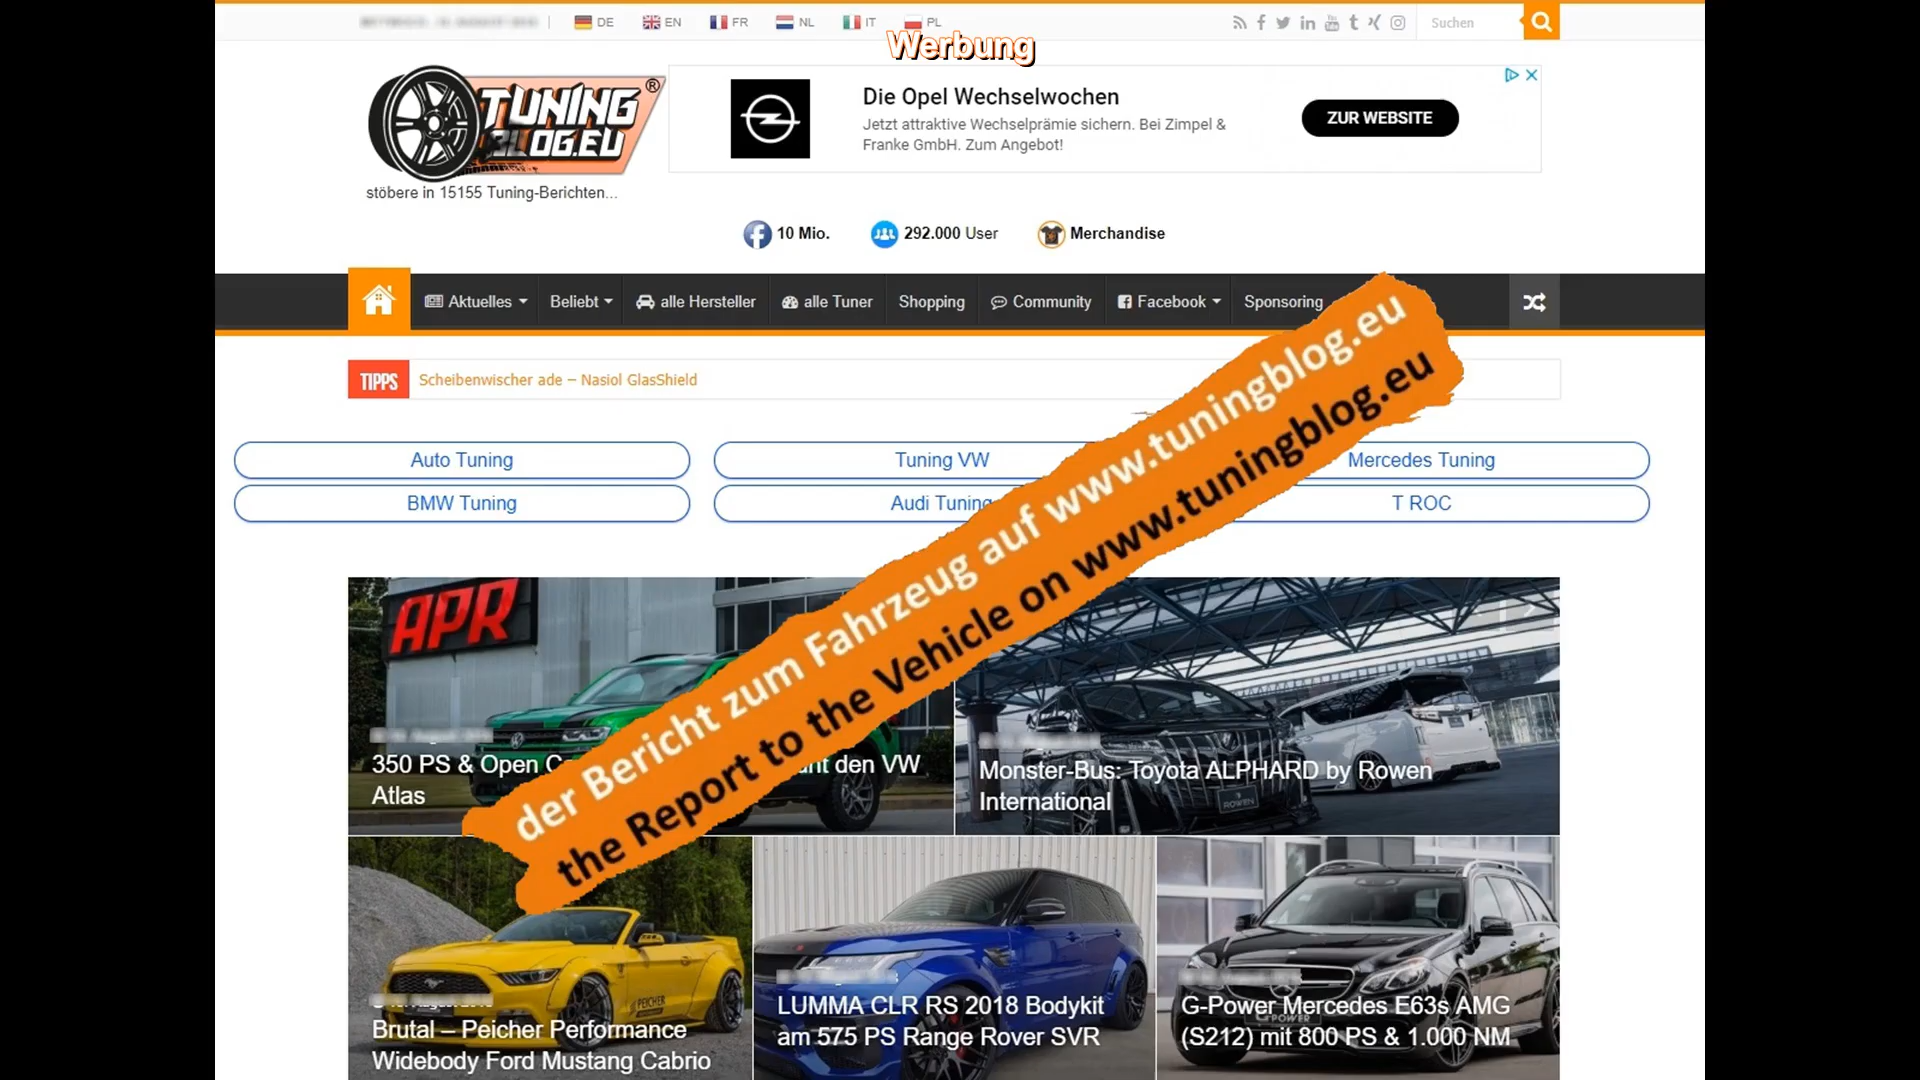 DE EN FR NL IT PL
Suchen
Werbung
TUNING
BLOG.EU
®
stöbere in 15155 Tuning-Berichten...
Die Opel Wechselwochen
Jetzt attraktive Wechselprämie sichern. Bei Zimpel &
Franke GmbH. Zum Angebot!
ZUR WEBSITE
10 Mio. 292.000 User Merchandise
Aktuelles Beliebt alle Hersteller alle Tuner Shopping Community Facebook Sponsoring
TIPPS Scheibenwischer ade – Nasiol GlasShield
Auto Tuning Tuning VW Mercedes Tuning
BMW Tuning Audi Tuning T ROC
der Bericht zum Fahrzeug auf www.tuningblog.eu
the Report to the Vehicle on www.tuningblog.eu
APR
350 PS & Open den VW
Atlas
ROWEN
Monster-Bus: Toyota ALPHARD by Rowen
International
PEICHER
Brutal – Peicher Performance
Widebody Ford Mustang Cabrio
LUMMA CLR RS 2018 Bodykit
am 575 PS Range Rover SVR
G-Power Mercedes E63s AMG
(S212) mit 800 PS & 1.000 NM
G-POWER